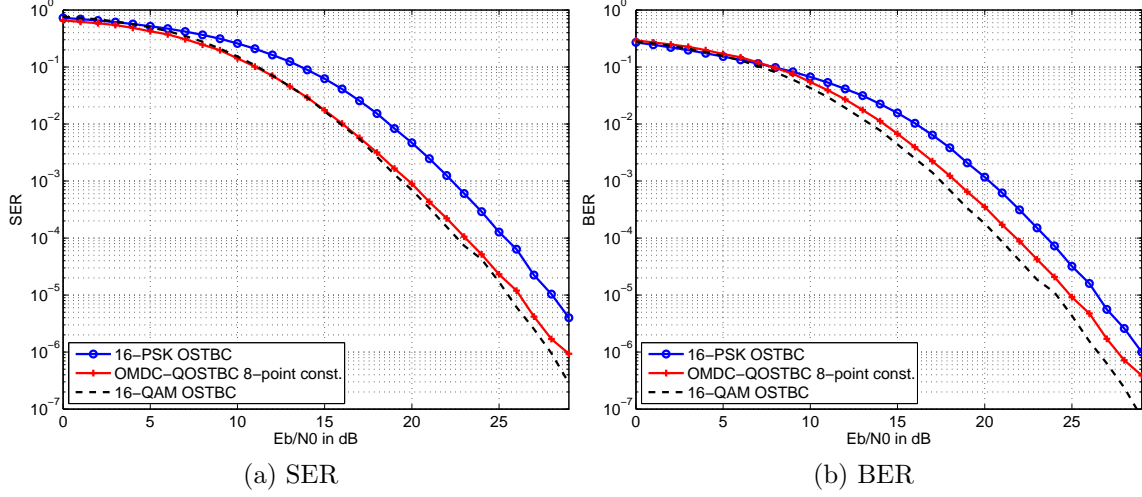 10^0
10^-1
10^-2
10^-3
10^-4
10^-5
10^-6
10^-7
SER
16−PSK OSTBC
OMDC−QOSTBC 8−point const.
16−QAM OSTBC
0 5 10 15 20 25
Eb/N0 in dB
(a) SER
10^0
10^-1
10^-2
10^-3
10^-4
10^-5
10^-6
10^-7
BER
16−PSK OSTBC
OMDC−QOSTBC 8−point const.
16−QAM OSTBC
0 5 10 15 20 25
Eb/N0 in dB
(b) BER